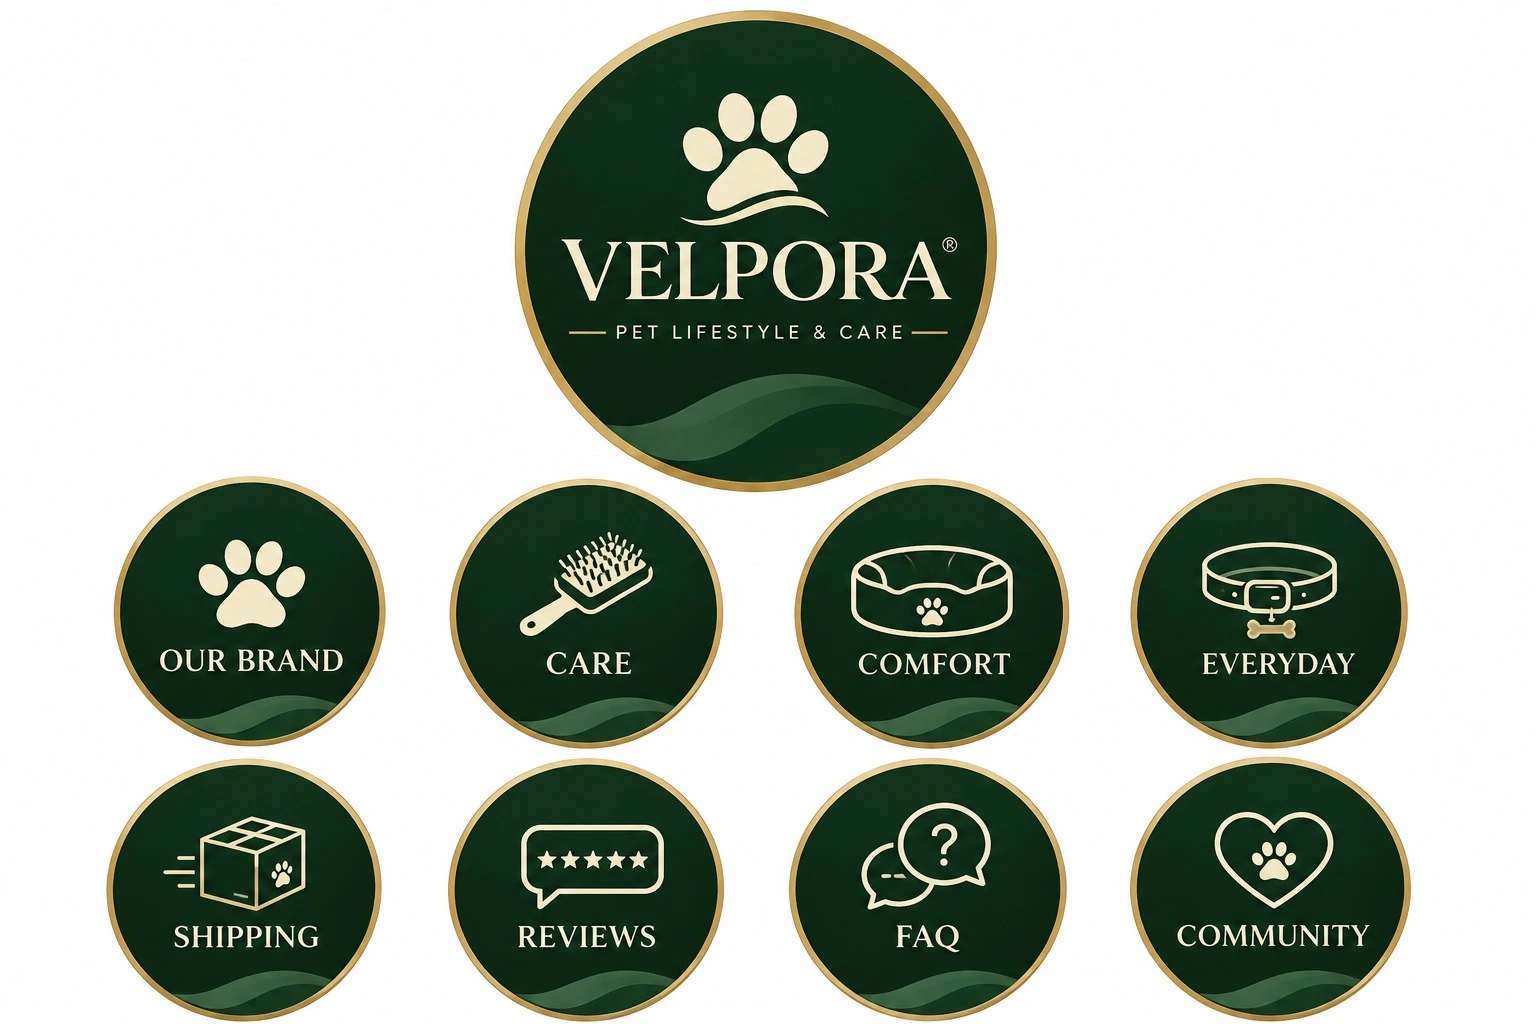 VELPORA®
PET LIFESTYLE & CARE
OUR BRAND
CARE
COMFORT
EVERYDAY
SHIPPING
REVIEWS
?
FAQ
COMMUNITY